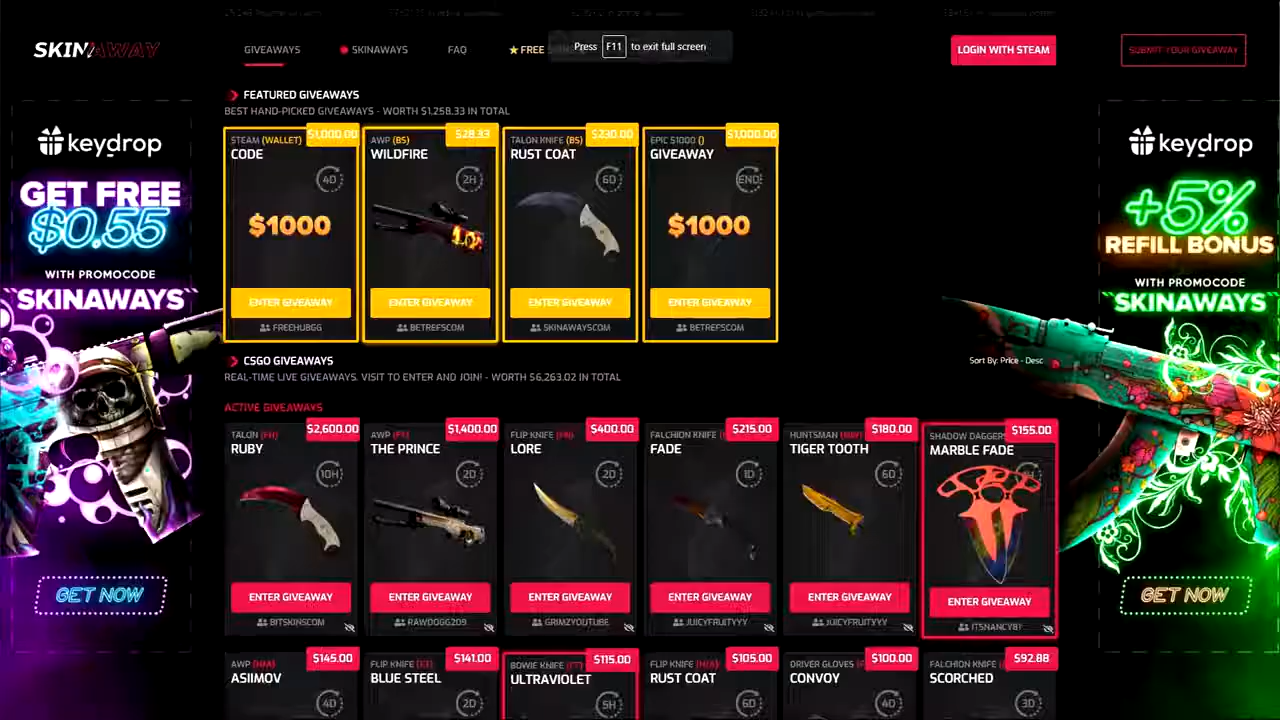 SKINAWAY
GIVEAWAYS
SKINAWAYS
FAQ
FREE
Press F11 to exit full screen
LOGIN WITH STEAM
SUBMIT YOUR GIVEAWAY
keydrop
GET FREE
$0.55
WITH PROMOCODE
"SKINAWAYS"
GET NOW
FEATURED GIVEAWAYS
BEST HAND-PICKED GIVEAWAYS - WORTH $1,258.33 IN TOTAL
STEAM (WALLET) $1,000.00
CODE
4D
$1000
ENTER GIVEAWAY
FREEHUBGG
AWP (BS) $28.33
WILDFIRE
2H
ENTER GIVEAWAY
BETREFSCOM
TALON KNIFE (BS) $230.00
RUST COAT
6D
ENTER GIVEAWAY
SKINAWAYSCOM
EPIC $1000 () $1,000.00
GIVEAWAY
END
$1000
ENTER GIVEAWAY
BETREFSCOM
CSGO GIVEAWAYS
REAL-TIME LIVE GIVEAWAYS. VISIT TO ENTER AND JOIN! - WORTH $6,263.02 IN TOTAL
Sort By: Price - Desc
ACTIVE GIVEAWAYS
TALON (FN) $2,600.00
RUBY
10H
ENTER GIVEAWAY
BITSKINSCOM
AWP $1,400.00
THE PRINCE
2D
ENTER GIVEAWAY
RAWDOGG209
FLIP KNIFE $400.00
LORE
2D
ENTER GIVEAWAY
GRIMZYOUTUBE
FALCHION KNIFE $215.00
FADE
1D
ENTER GIVEAWAY
JUICYFRUITYYY
HUNTSMAN $180.00
TIGER TOOTH
6D
ENTER GIVEAWAY
JUICYFRUITYYY
SHADOW DAGGERS $155.00
MARBLE FADE
ENTER GIVEAWAY
ITSNANCYBY
AWP $145.00
ASIIMOV
4D
FLIP KNIFE $141.00
BLUE STEEL
2D
BOWIE KNIFE $115.00
ULTRAVIOLET
5H
FLIP KNIFE (N/A) $105.00
RUST COAT
6D
DRIVER GLOVES $100.00
CONVOY
4D
FALCHION KNIFE $92.88
SCORCHED
3D
keydrop
+5%
REFILL BONUS
WITH PROMOCODE
"SKINAWAYS"
GET NOW